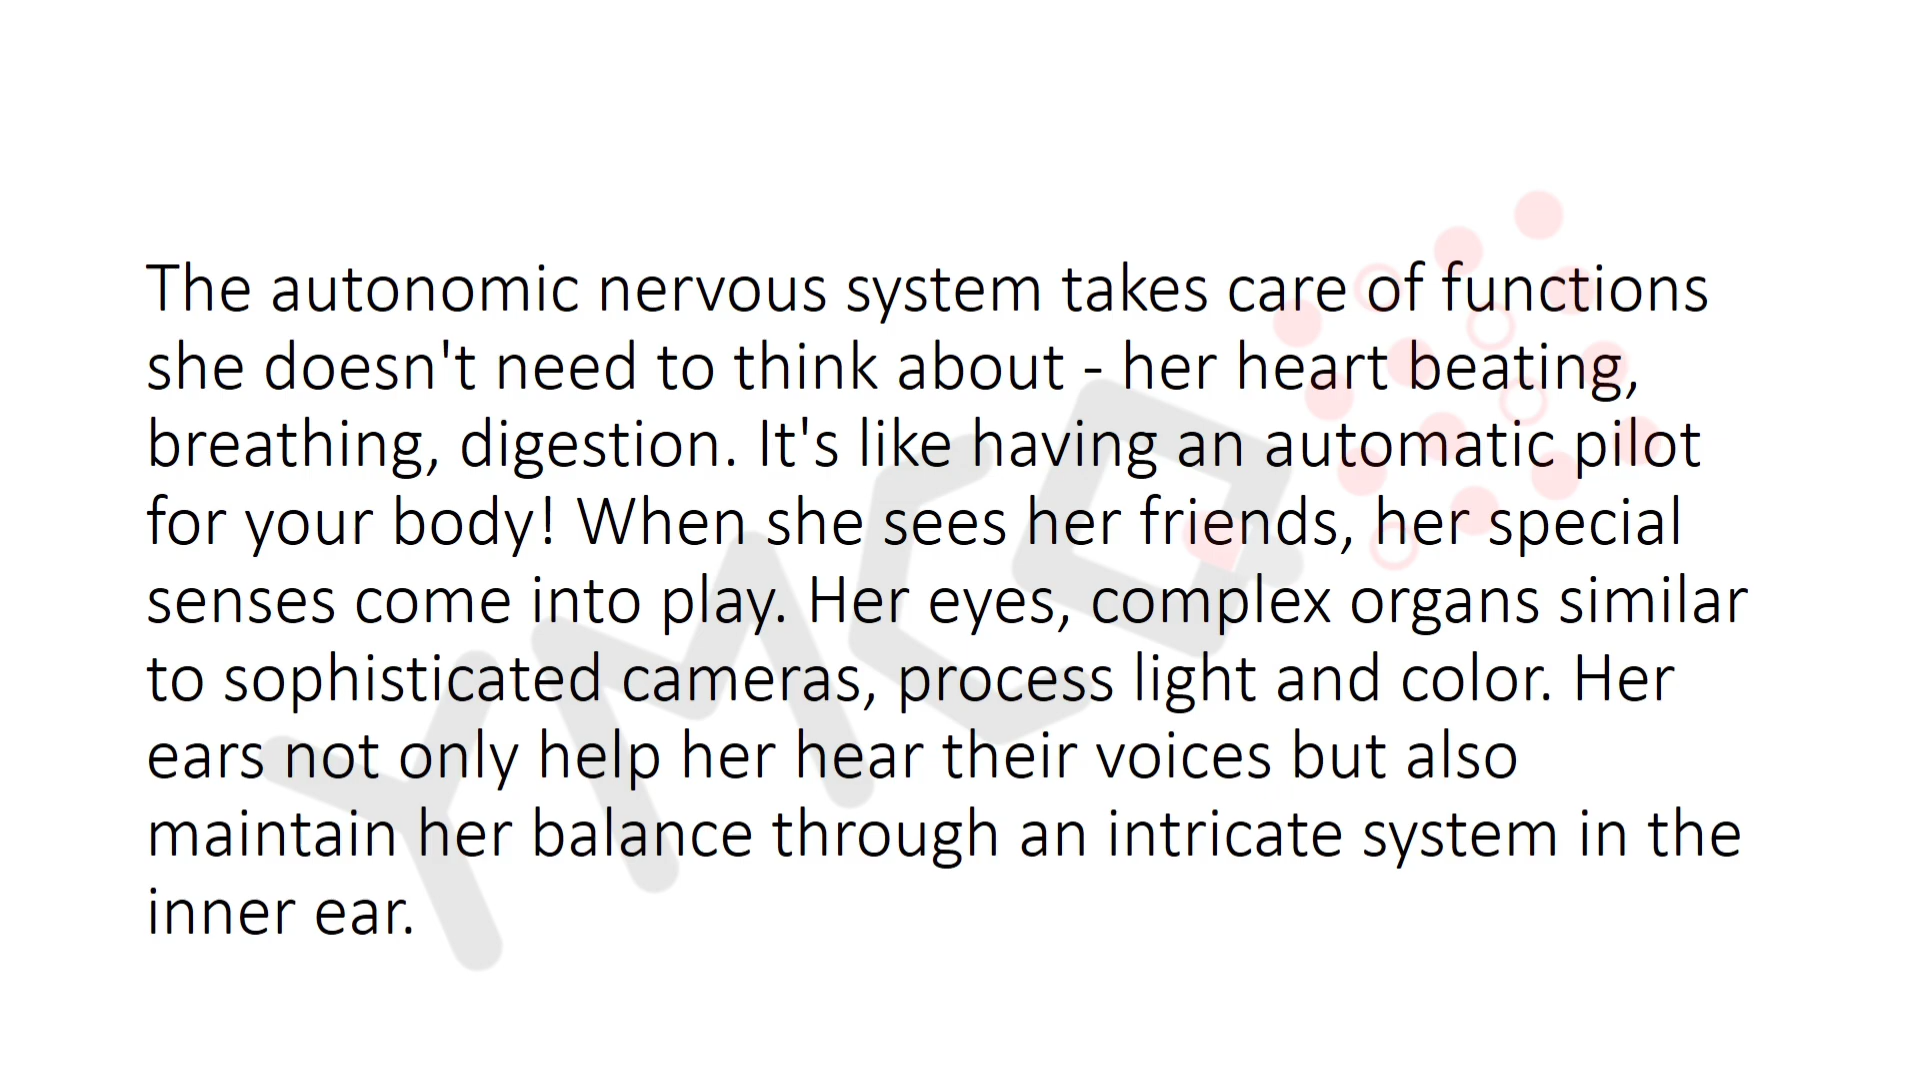 The autonomic nervous system takes care of functions
she doesn't need to think about - her heart beating,
breathing, digestion. It's like having an automatic pilot
for your body! When she sees her friends, her special
senses come into play. Her eyes, complex organs similar
to sophisticated cameras, process light and color. Her
ears not only help her hear their voices but also
maintain her balance through an intricate system in the
inner ear.
YMCQ